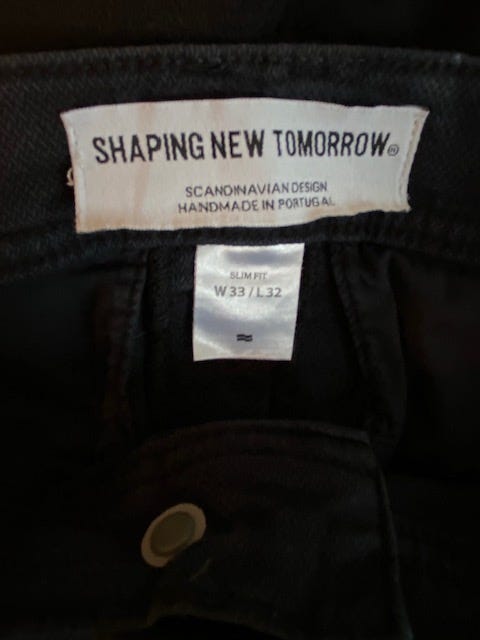 SHAPING NEW TOMORROW®
SCANDINAVIAN DESIGN
HANDMADE IN PORTUGAL
SLIM FIT
W 33 / L 32